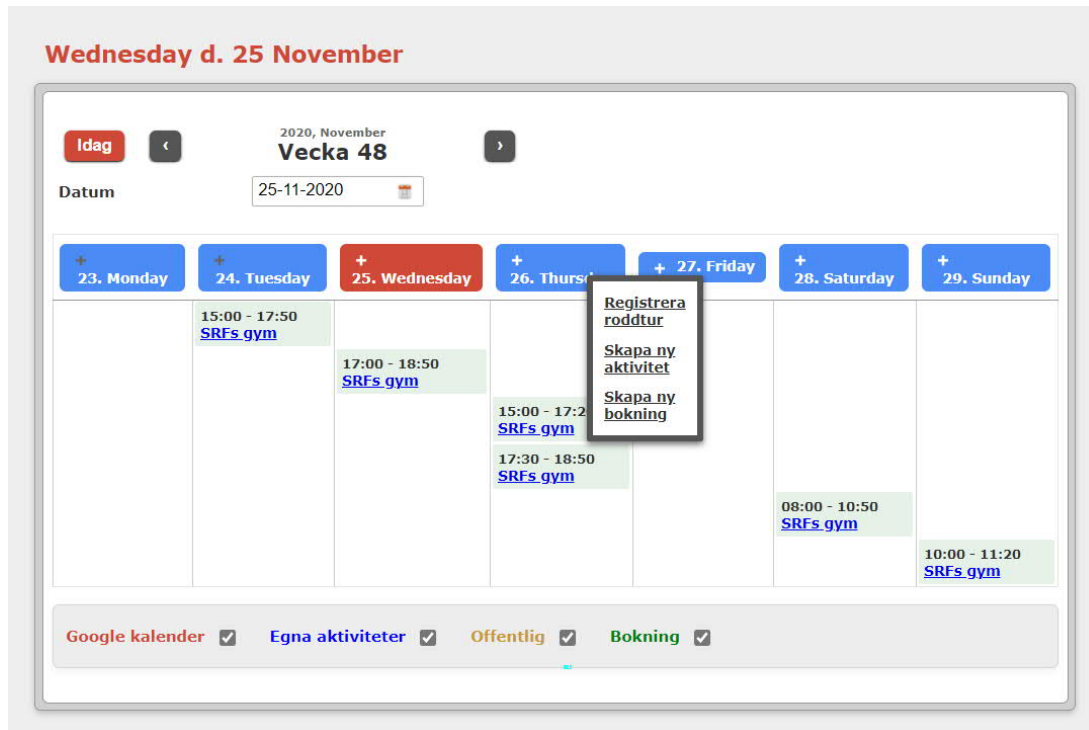 Wednesday d. 25 November
2020, November
Idag ‹ Vecka 48 ›
Datum 25-11-2020
+ + + + + +
23. Monday 24. Tuesday 25. Wednesday 26. + 27. Friday 28. Saturday 29. Sunday
Registrera
roddtur
Skapa ny
aktivitet
Skapa ny
bokning
15:00 - 17:50
SRFs gym
17:00 - 18:50
SRFs gym
15:00 -
SRFs gym
17:30 - 18:50
SRFs gym
08:00 - 10:50
SRFs gym
10:00 - 11:20
SRFs gym
Google kalender Egna aktiviteter Offentlig Bokning